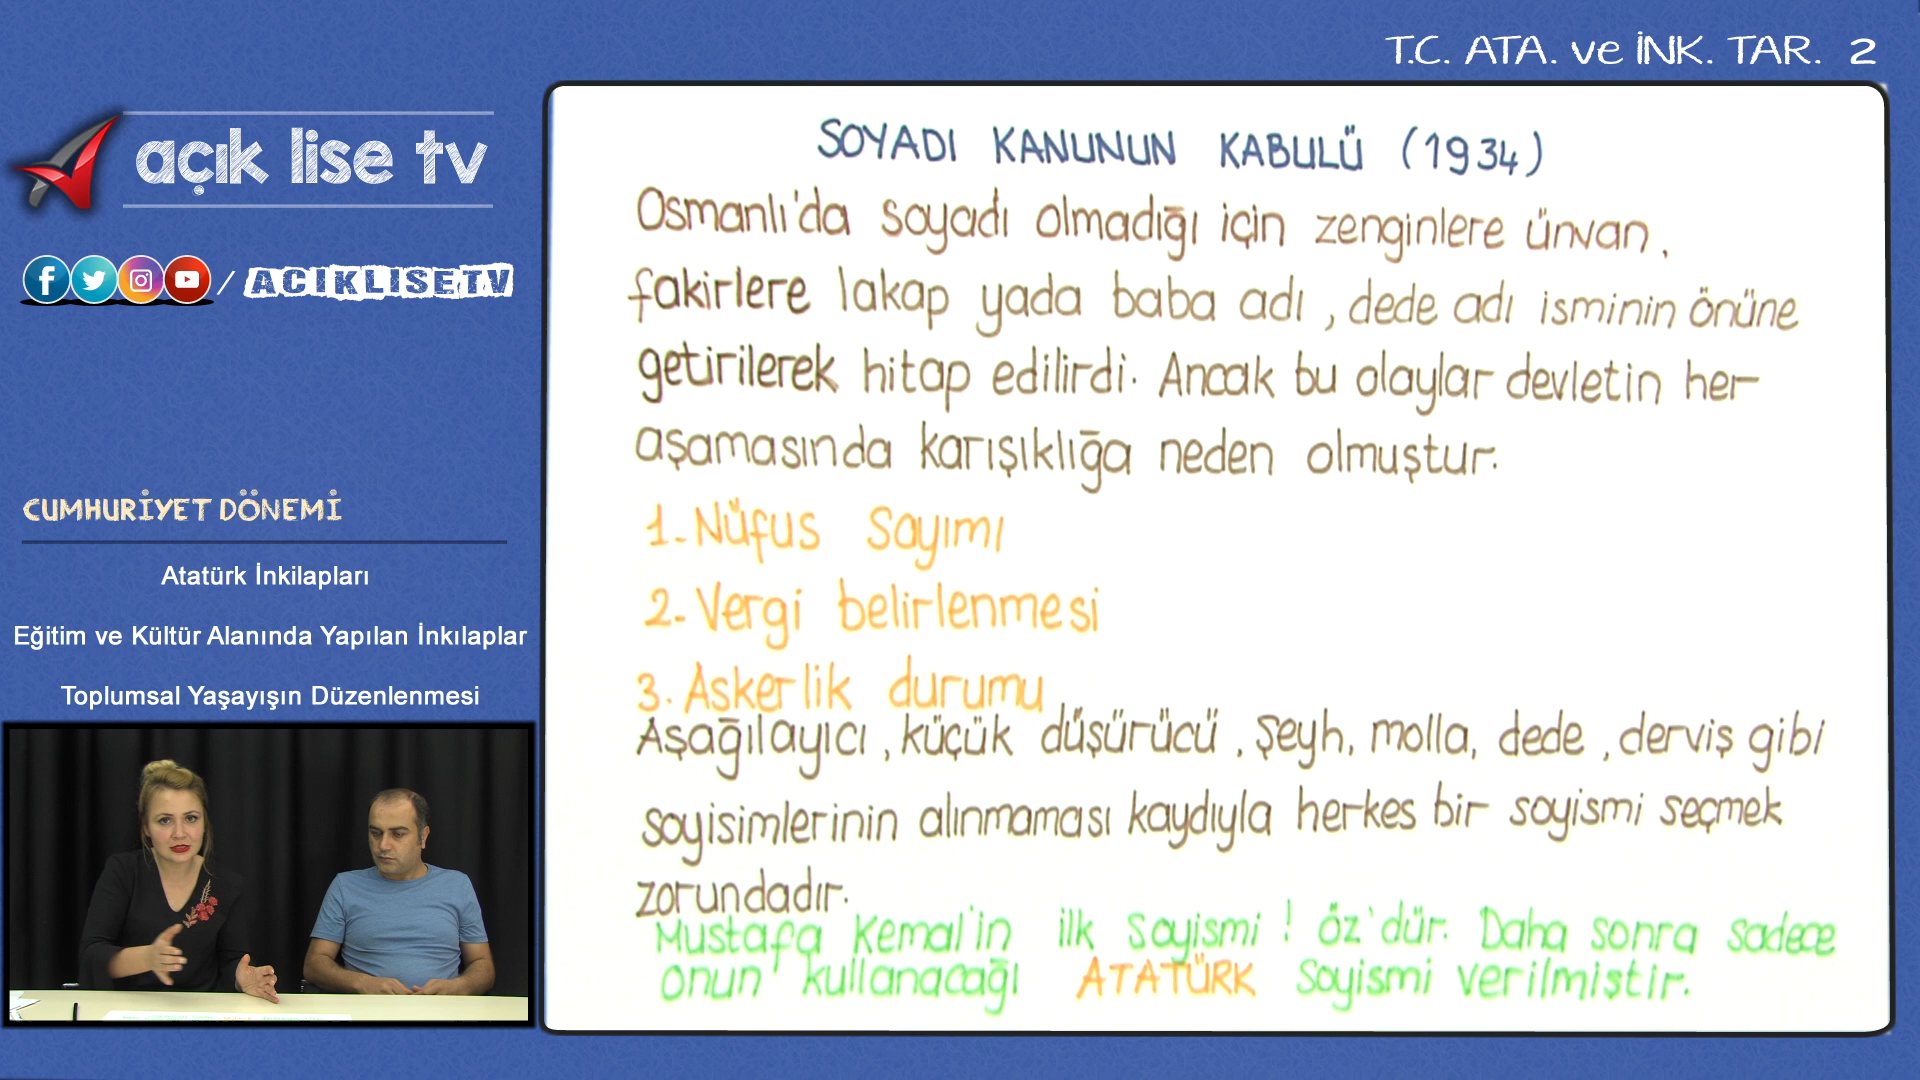 T.C. ATA. ve İNK. TAR. 2
açık lise tv
/ ACIKLISETV
CUMHURİYET DÖNEMİ
Atatürk İnkilapları
Eğitim ve Kültür Alanında Yapılan İnkılaplar
Toplumsal Yaşayışın Düzenlenmesi
SOYADI KANUNUN KABULÜ (1934)
Osmanlı'da soyadı olmadığı için zenginlere ünvan,
fakirlere lakap yada baba adı, dede adı isminin önüne
getirilerek hitap edilirdi. Ancak bu olaylar devletin her
aşamasında karışıklığa neden olmuştur.
1. Nüfus Sayımı
2. Vergi belirlenmesi
3. Askerlik durumu
Aşağılayıcı, küçük düşürücü, Şeyh, molla, dede, derviş gibi
soyisimlerinin alınmaması kaydıyla herkes bir soyismi seçmek
zorundadır.
Mustafa Kemal'in ilk Soyismi ! öz'dür. Daha sonra sadece
onun kullanacağı ATATÜRK Soyismi verilmiştir.